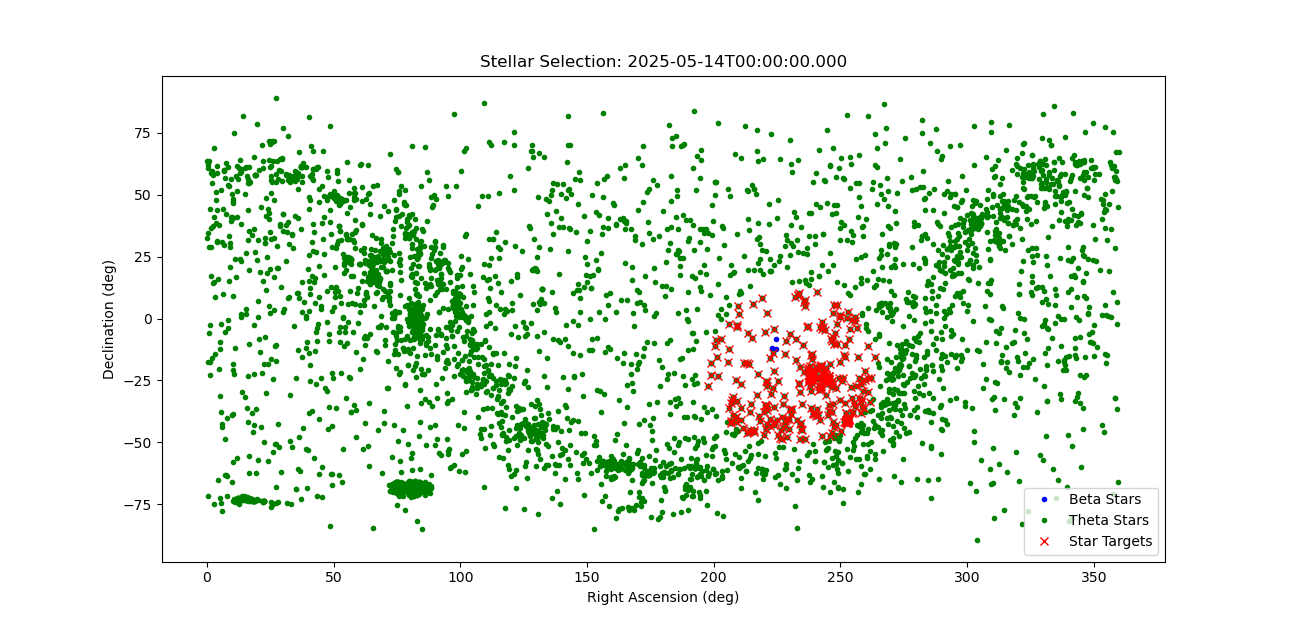 Stellar Selection: 2025-05-14T00:00:00.000
Declination (deg)
75
50
25
0
−25
−50
−75
0
50
100
150
200
250
300
350
Right Ascension (deg)
Beta Stars
Theta Stars
Star Targets